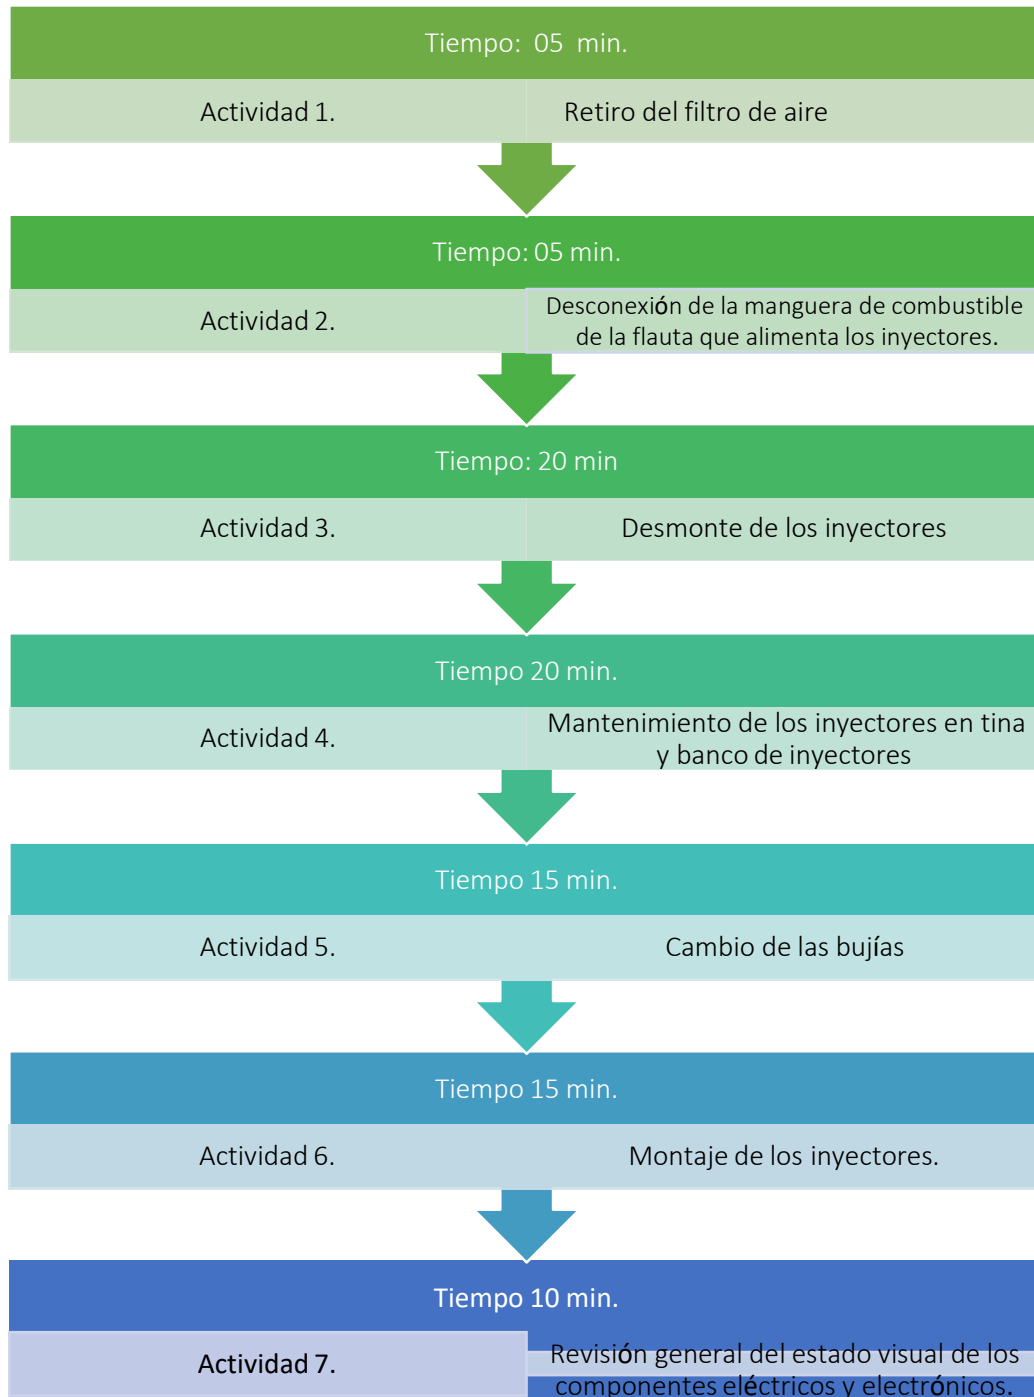 Tiempo: 05 min.
Actividad 1.
Retiro del filtro de aire
Tiempo: 05 min.
Actividad 2.
Desconexión de la manguera de combustible
de la flauta que alimenta los inyectores.
Tiempo: 20 min
Actividad 3.
Desmonte de los inyectores
Tiempo 20 min.
Actividad 4.
Mantenimiento de los inyectores en tina
y banco de inyectores
Tiempo 15 min.
Actividad 5.
Cambio de las bujías
Tiempo 15 min.
Actividad 6.
Montaje de los inyectores.
Tiempo 10 min.
Actividad 7.
Revisión general del estado visual de los
componentes eléctricos y electrónicos.